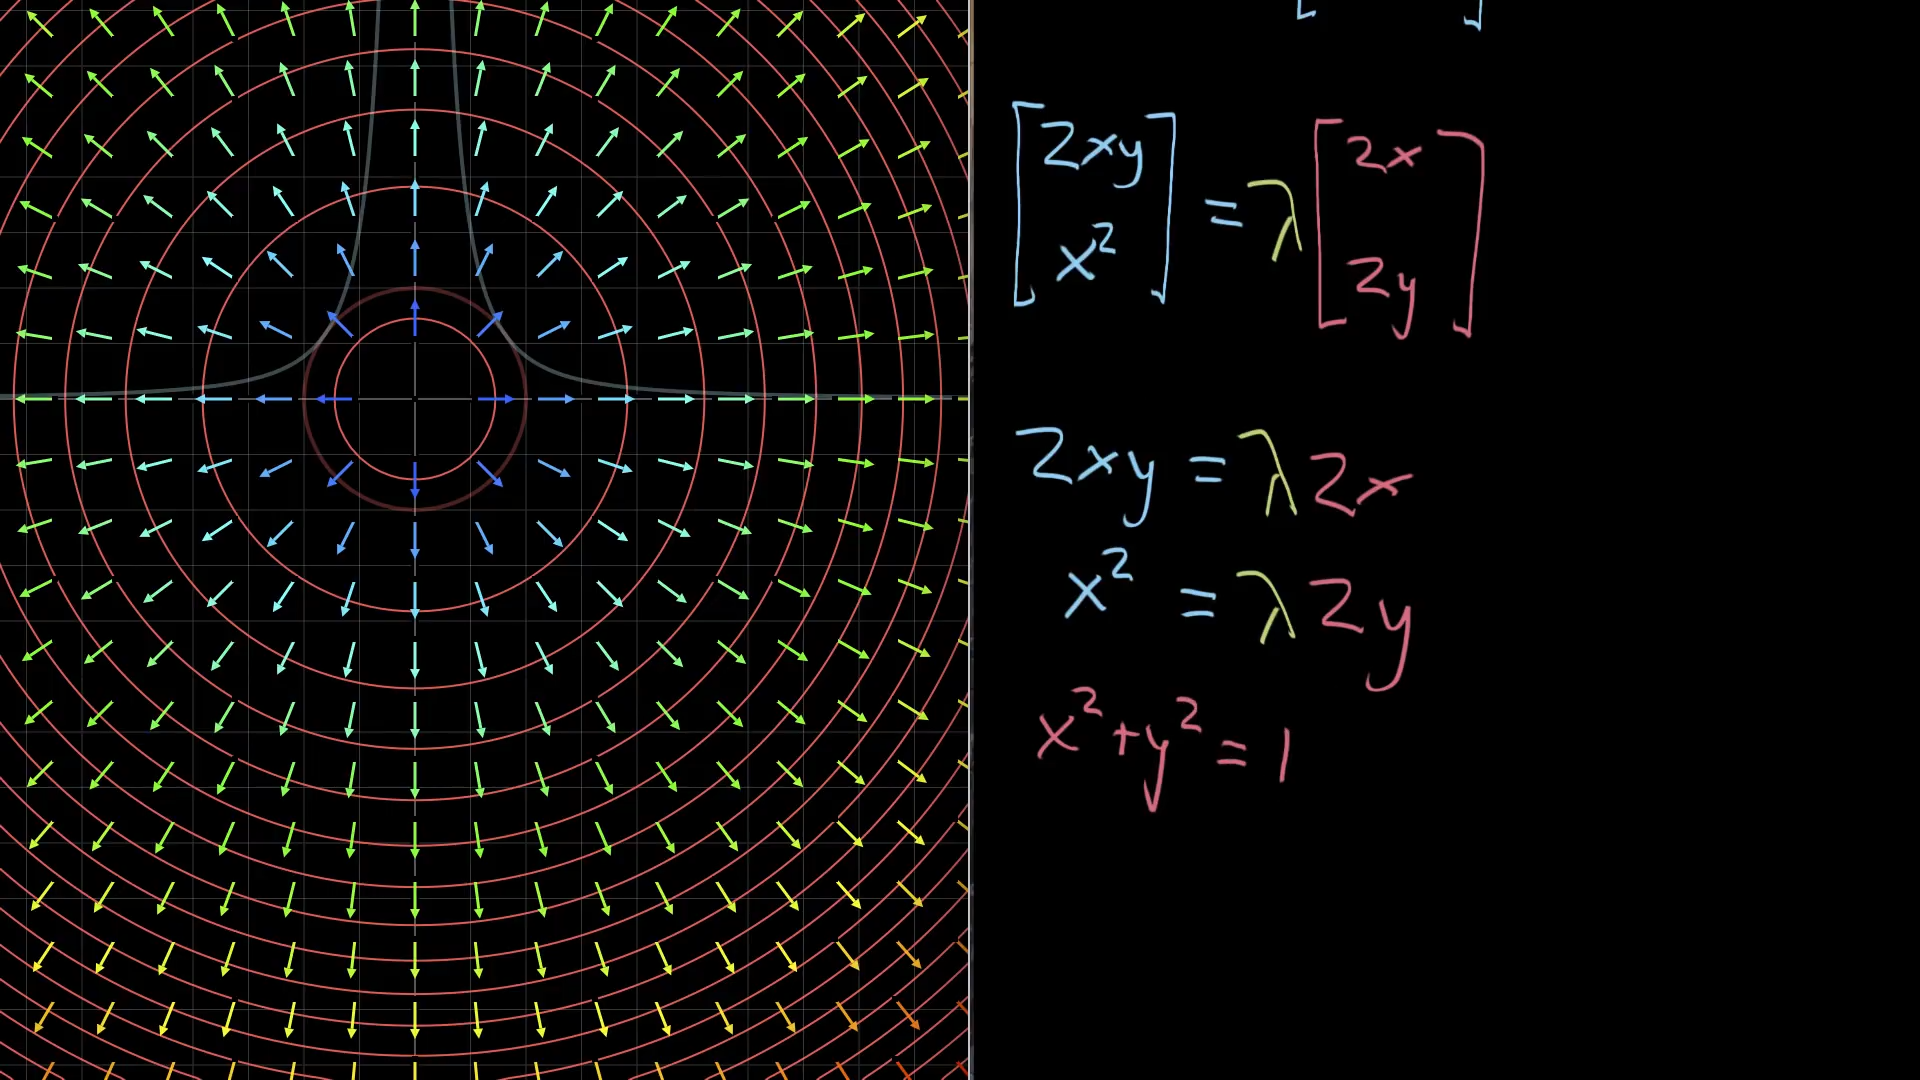 [2xy x²] = λ [2x 2y]
2xy = λ2x
x² = λ2y
x² + y² = 1